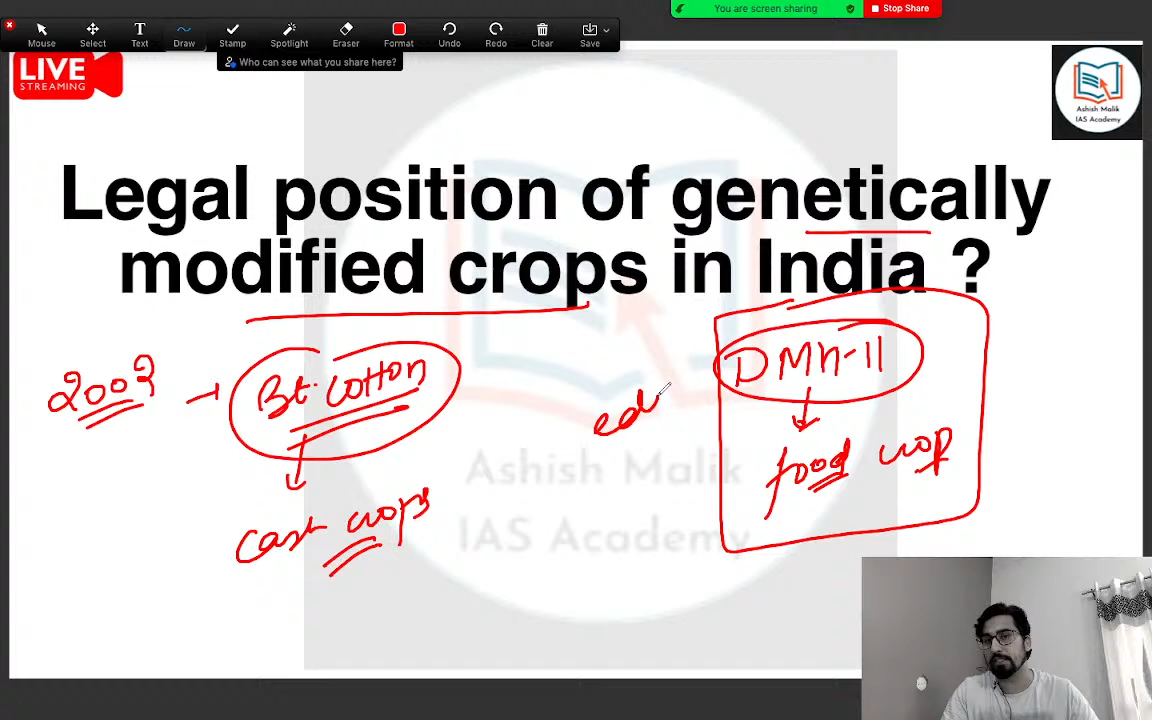 You are screen sharing
Stop Share
Mouse
Select
Text
Draw
Stamp
Spotlight
Eraser
Format
Undo
Redo
Clear
Save
Who can see what you share here?
LIVE
STREAMING
Ashish Malik
IAS Academy
Legal position of genetically
modified crops in India ?
2002
Bt. cotton
cash crops
DMH-11
food crop
ed
Ashish Malik
IAS Academy